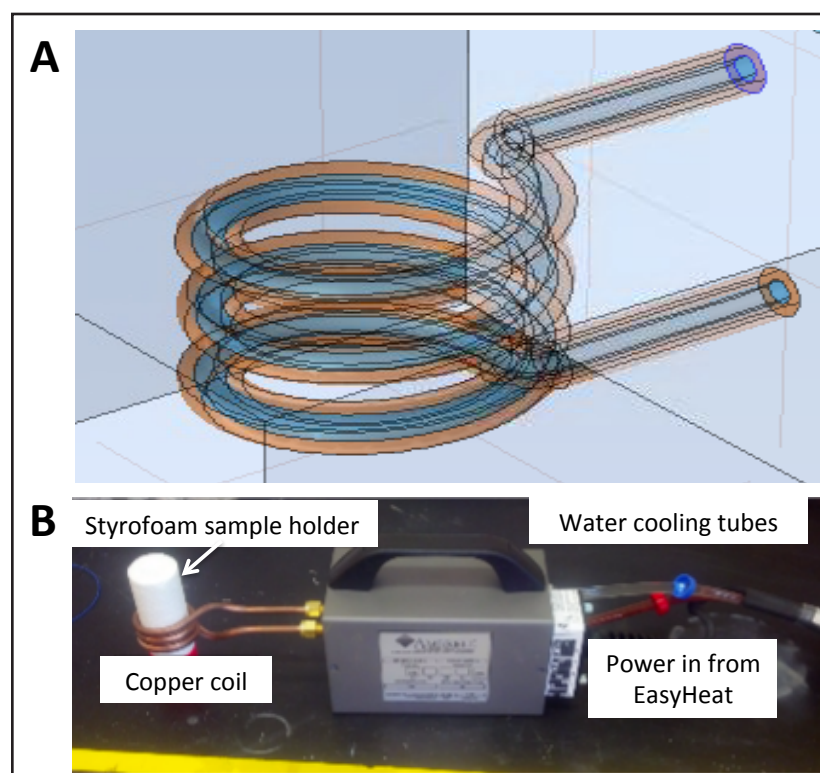 A
B
Styrofoam sample holder
Water cooling tubes
Copper coil
Power in from
EasyHeat